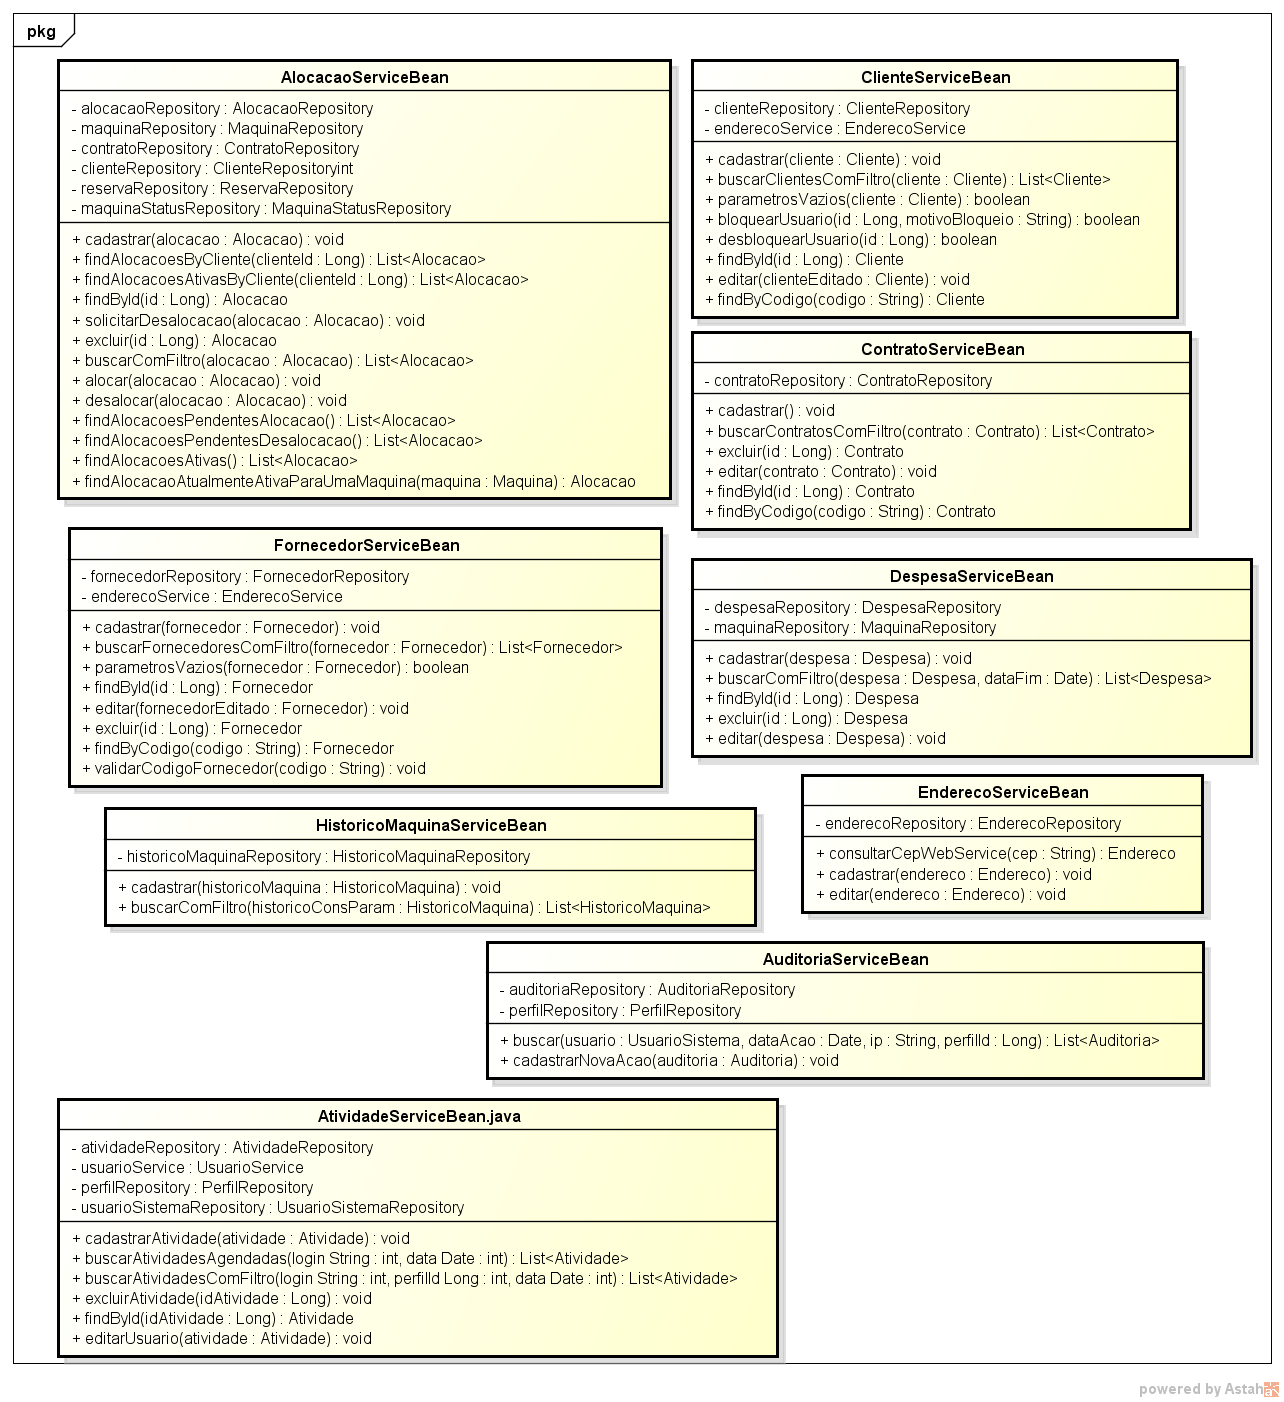 pkg
AlocacaoServiceBean
- alocacaoRepository : AlocacaoRepository
- maquinaRepository : MaquinaRepository
- contratoRepository : ContratoRepository
- clienteRepository : ClienteRepositoryint
- reservaRepository : ReservaRepository
- maquinaStatusRepository : MaquinaStatusRepository
+ cadastrar(alocacao : Alocacao) : void
+ findAlocacoesByCliente(clienteId : Long) : List<Alocacao>
+ findAlocacoesAtivasByCliente(clienteId : Long) : List<Alocacao>
+ findById(id : Long) : Alocacao
+ solicitarDesalocacao(alocacao : Alocacao) : void
+ excluir(id : Long) : Alocacao
+ buscarComFiltro(alocacao : Alocacao) : List<Alocacao>
+ alocar(alocacao : Alocacao) : void
+ desalocar(alocacao : Alocacao) : void
+ findAlocacoesPendentesAlocacao() : List<Alocacao>
+ findAlocacoesPendentesDesalocacao() : List<Alocacao>
+ findAlocacoesAtivas() : List<Alocacao>
+ findAlocacaoAtualmenteAtivaParaUmaMaquina(maquina : Maquina) : Alocacao
ClienteServiceBean
- clienteRepository : ClienteRepository
- enderecoService : EnderecoService
+ cadastrar(cliente : Cliente) : void
+ buscarClientesComFiltro(cliente : Cliente) : List<Cliente>
+ parametrosVazios(cliente : Cliente) : boolean
+ bloquearUsuario(id : Long, motivoBloqueio : String) : boolean
+ desbloquearUsuario(id : Long) : boolean
+ findById(id : Long) : Cliente
+ editar(clienteEditado : Cliente) : void
+ findByCodigo(codigo : String) : Cliente
ContratoServiceBean
- contratoRepository : ContratoRepository
+ cadastrar() : void
+ buscarContratosComFiltro(contrato : Contrato) : List<Contrato>
+ excluir(id : Long) : Contrato
+ editar(contrato : Contrato) : void
+ findById(id : Long) : Contrato
+ findByCodigo(codigo : String) : Contrato
FornecedorServiceBean
- fornecedorRepository : FornecedorRepository
- enderecoService : EnderecoService
+ cadastrar(fornecedor : Fornecedor) : void
+ buscarFornecedoresComFiltro(fornecedor : Fornecedor) : List<Fornecedor>
+ parametrosVazios(fornecedor : Fornecedor) : boolean
+ findById(id : Long) : Fornecedor
+ editar(fornecedorEditado : Fornecedor) : void
+ excluir(id : Long) : Fornecedor
+ findByCodigo(codigo : String) : Fornecedor
+ validarCodigoFornecedor(codigo : String) : void
DespesaServiceBean
- despesaRepository : DespesaRepository
- maquinaRepository : MaquinaRepository
+ cadastrar(despesa : Despesa) : void
+ buscarComFiltro(despesa : Despesa, dataFim : Date) : List<Despesa>
+ findById(id : Long) : Despesa
+ excluir(id : Long) : Despesa
+ editar(despesa : Despesa) : void
EnderecoServiceBean
- enderecoRepository : EnderecoRepository
+ consultarCepWebService(cep : String) : Endereco
+ cadastrar(endereco : Endereco) : void
+ editar(endereco : Endereco) : void
HistoricoMaquinaServiceBean
- historicoMaquinaRepository : HistoricoMaquinaRepository
+ cadastrar(historicoMaquina : HistoricoMaquina) : void
+ buscarComFiltro(historicoConsParam : HistoricoMaquina) : List<HistoricoMaquina>
AuditoriaServiceBean
- auditoriaRepository : AuditoriaRepository
- perfilRepository : PerfilRepository
+ buscar(usuario : UsuarioSistema, dataAcao : Date, ip : String, perfilId : Long) : List<Auditoria>
+ cadastrarNovaAcao(auditoria : Auditoria) : void
AtividadeServiceBean.java
- atividadeRepository : AtividadeRepository
- usuarioService : UsuarioService
- perfilRepository : PerfilRepository
- usuarioSistemaRepository : UsuarioSistemaRepository
+ cadastrarAtividade(atividade : Atividade) : void
+ buscarAtividadesAgendadas(login String : int, data Date : int) : List<Atividade>
+ buscarAtividadesComFiltro(login String : int, perfilId Long : int, data Date : int) : List<Atividade>
+ excluirAtividade(idAtividade : Long) : void
+ findById(idAtividade : Long) : Atividade
+ editarUsuario(atividade : Atividade) : void
powered by Astah